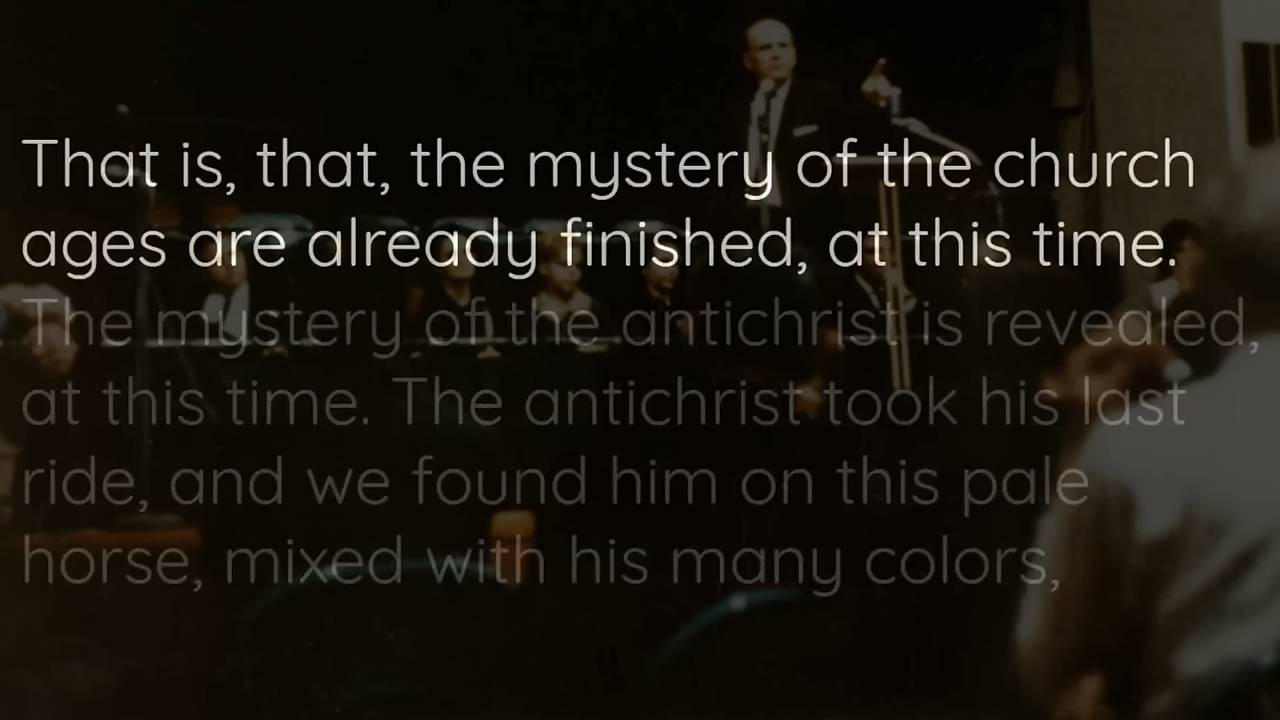 That is, that, the mystery of the church
ages are already finished, at this time.
The mystery of the antichrist is revealed,
at this time. The antichrist took his last
ride, and we found him on this pale
horse, mixed with his many colors,